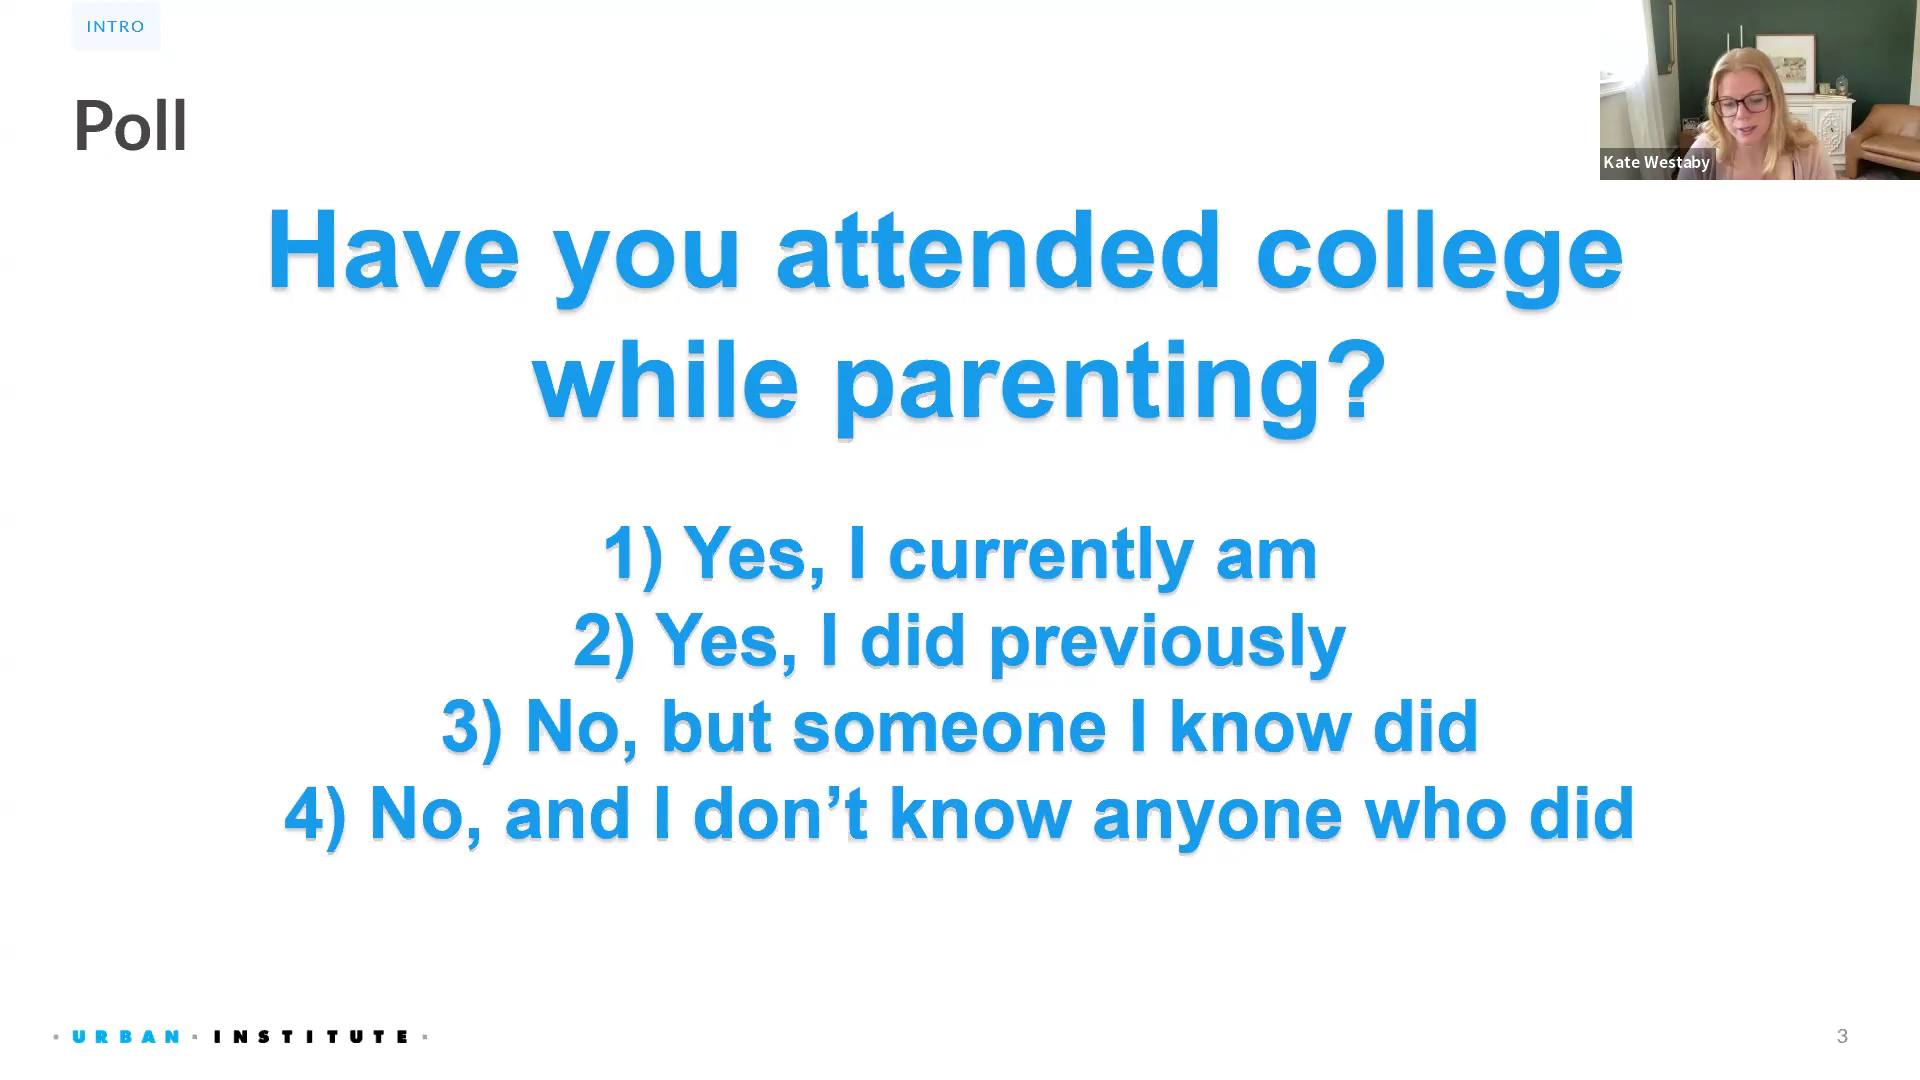 INTRO
Poll
Kate Westaby
Have you attended college
while parenting?
1) Yes, I currently am
2) Yes, I did previously
3) No, but someone I know did
4) No, and I don’t know anyone who did
· URBAN · INSTITUTE ·
3